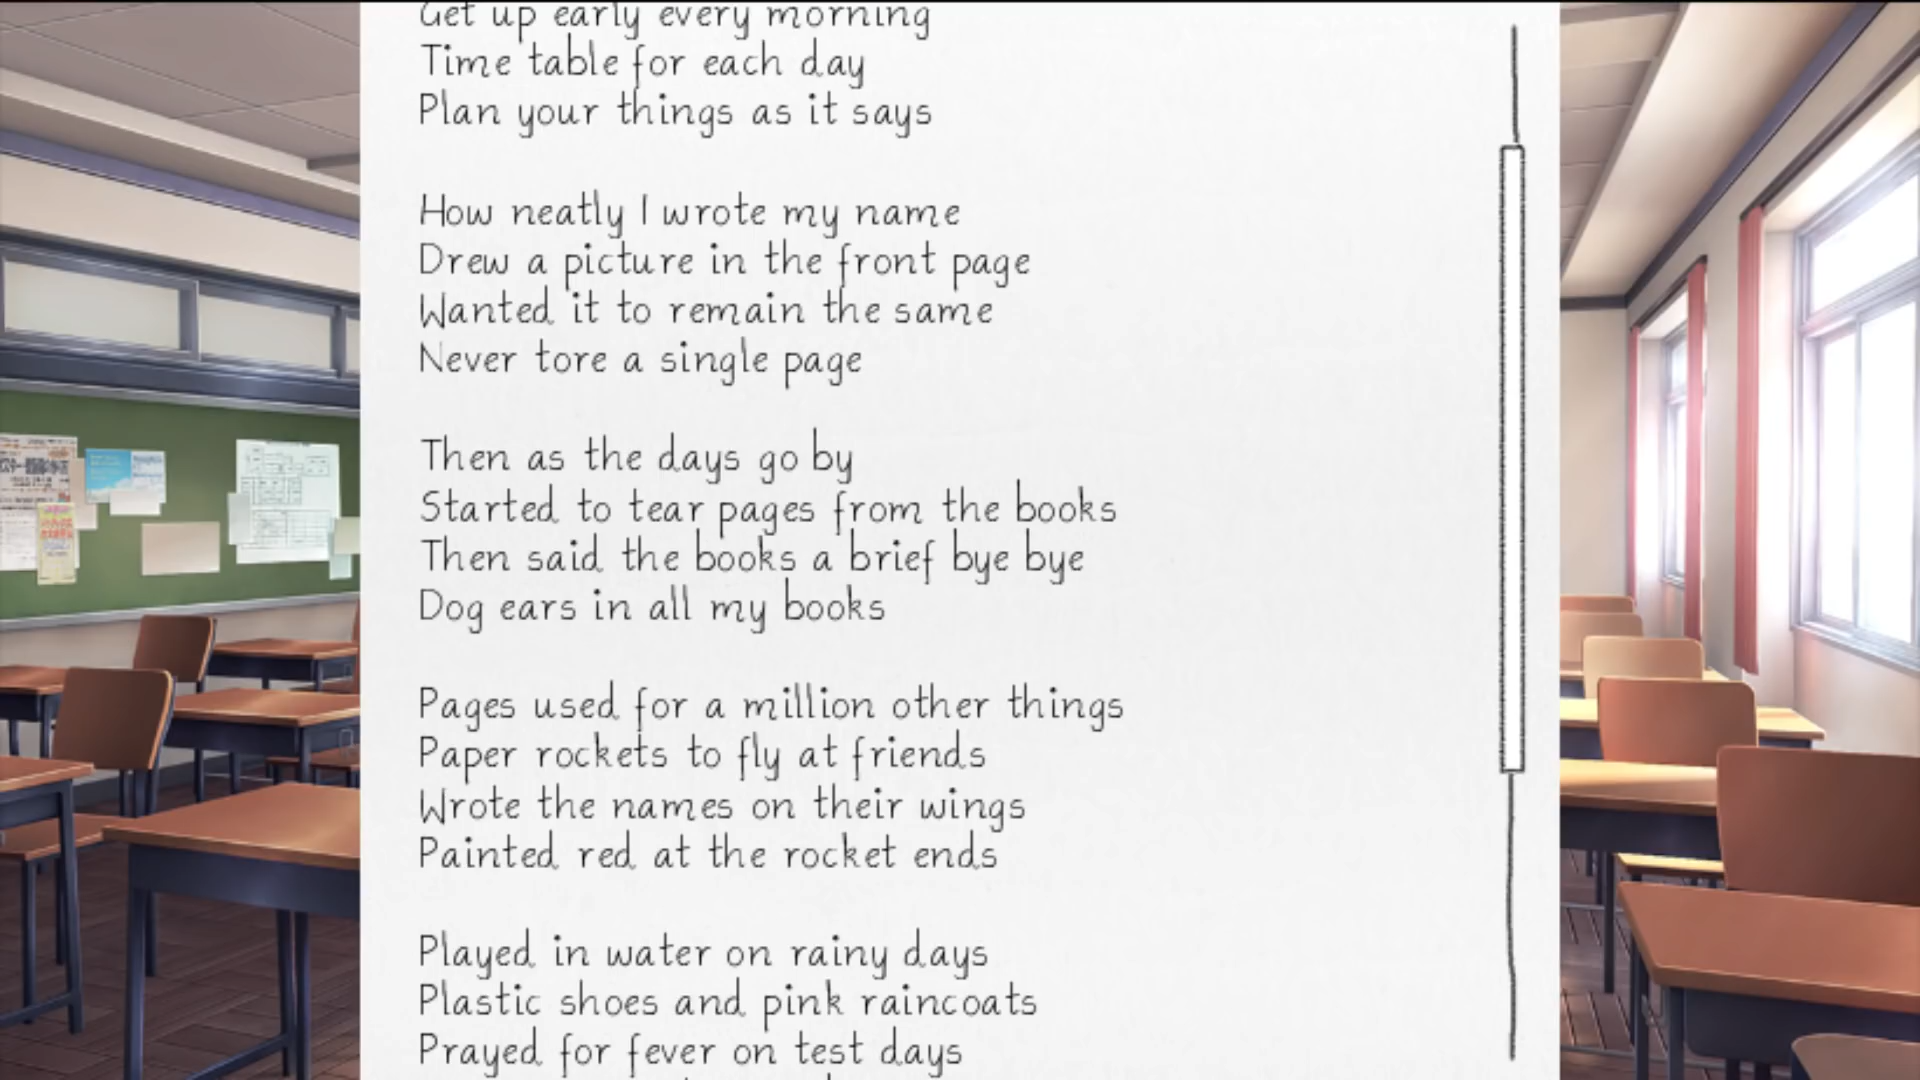 Get up early every morning
Time table for each day
Plan your things as it says
How neatly I wrote my name
Drew a picture in the front page
Wanted it to remain the same
Never tore a single page
Then as the days go by
Started to tear pages from the books
Then said the books a brief bye bye
Dog ears in all my books
Pages used for a million other things
Paper rockets to fly at friends
Wrote the names on their wings
Painted red at the rocket ends
Played in water on rainy days
Plastic shoes and pink raincoats
Prayed for fever on test days